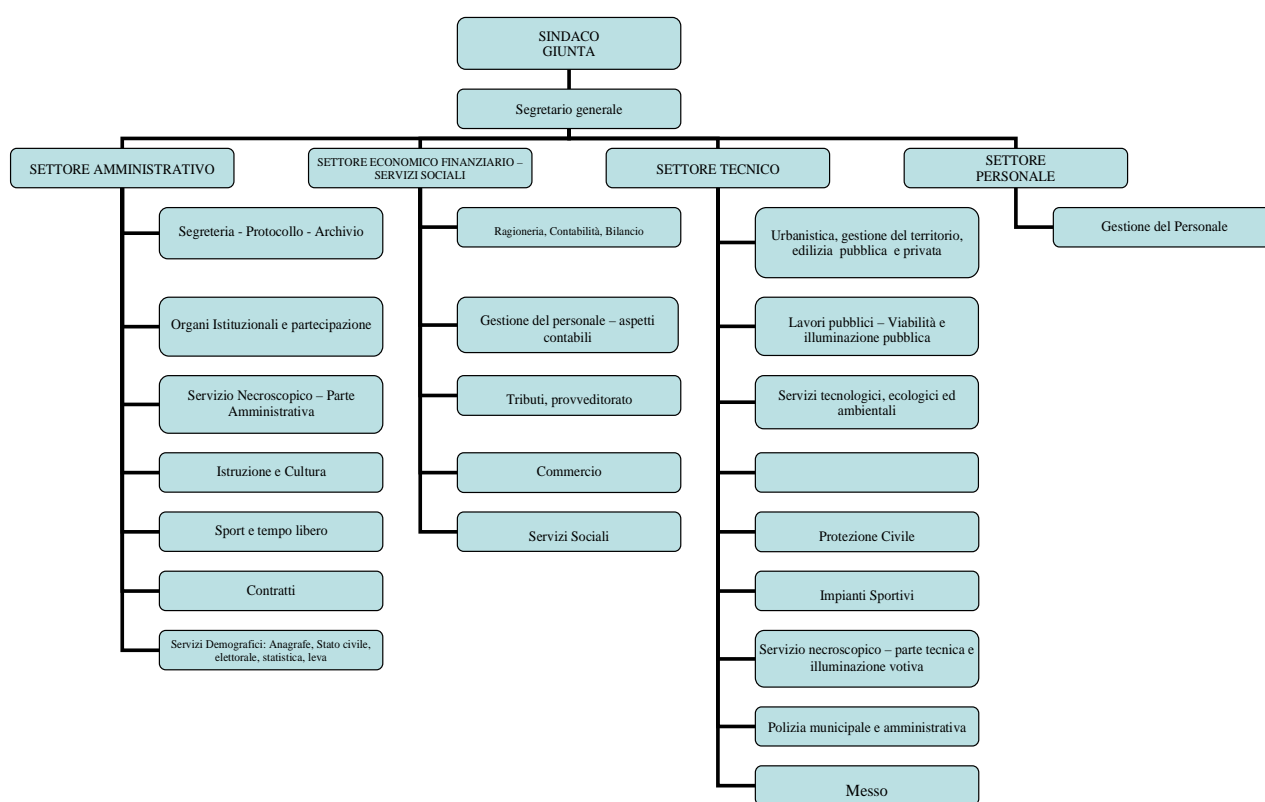 SINDACO
GIUNTA
Segretario generale
SETTORE AMMINISTRATIVO
SETTORE ECONOMICO FINANZIARIO –
SERVIZI SOCIALI
SETTORE TECNICO
SETTORE
PERSONALE
Segreteria - Protocollo - Archivio
Organi Istituzionali e partecipazione
Servizio Necroscopico – Parte
Amministrativa
Istruzione e Cultura
Sport e tempo libero
Contratti
Servizi Demografici: Anagrafe, Stato civile,
elettorale, statistica, leva
Ragioneria, Contabilità, Bilancio
Gestione del personale – aspetti
contabili
Tributi, provveditorato
Commercio
Servizi Sociali
Urbanistica, gestione del territorio,
edilizia pubblica e privata
Lavori pubblici – Viabilità e
illuminazione pubblica
Servizi tecnologici, ecologici ed
ambientali
Protezione Civile
Impianti Sportivi
Servizio necroscopico – parte tecnica e
illuminazione votiva
Polizia municipale e amministrativa
Messo
Gestione del Personale